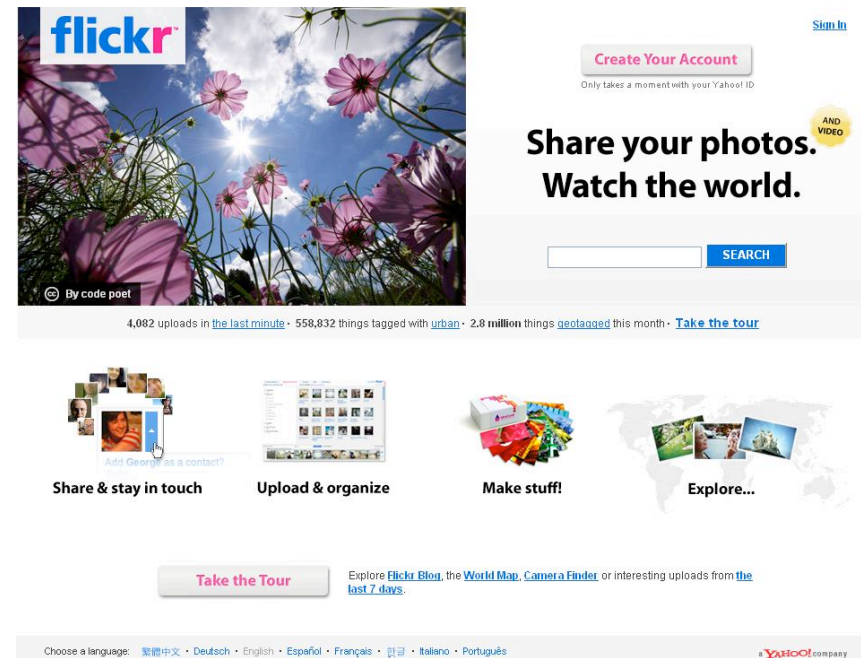 flickr
Sign In
Create Your Account
Only takes a moment with your Yahoo! ID
AND
VIDEO
Share your photos.
Watch the world.
SEARCH
By code poet
4,082 uploads in the last minute · 558,832 things tagged with urban · 2.8 million things geotagged this month · Take the tour
Add George as a contact?
Share & stay in touch
Upload & organize
Make stuff!
Explore...
Take the Tour
Explore Flickr Blog, the World Map, Camera Finder or interesting uploads from the
last 7 days.
Choose a language: 繁體中文 · Deutsch · English · Español · Français · 한글 · Italiano · Português
a YAHOO! company